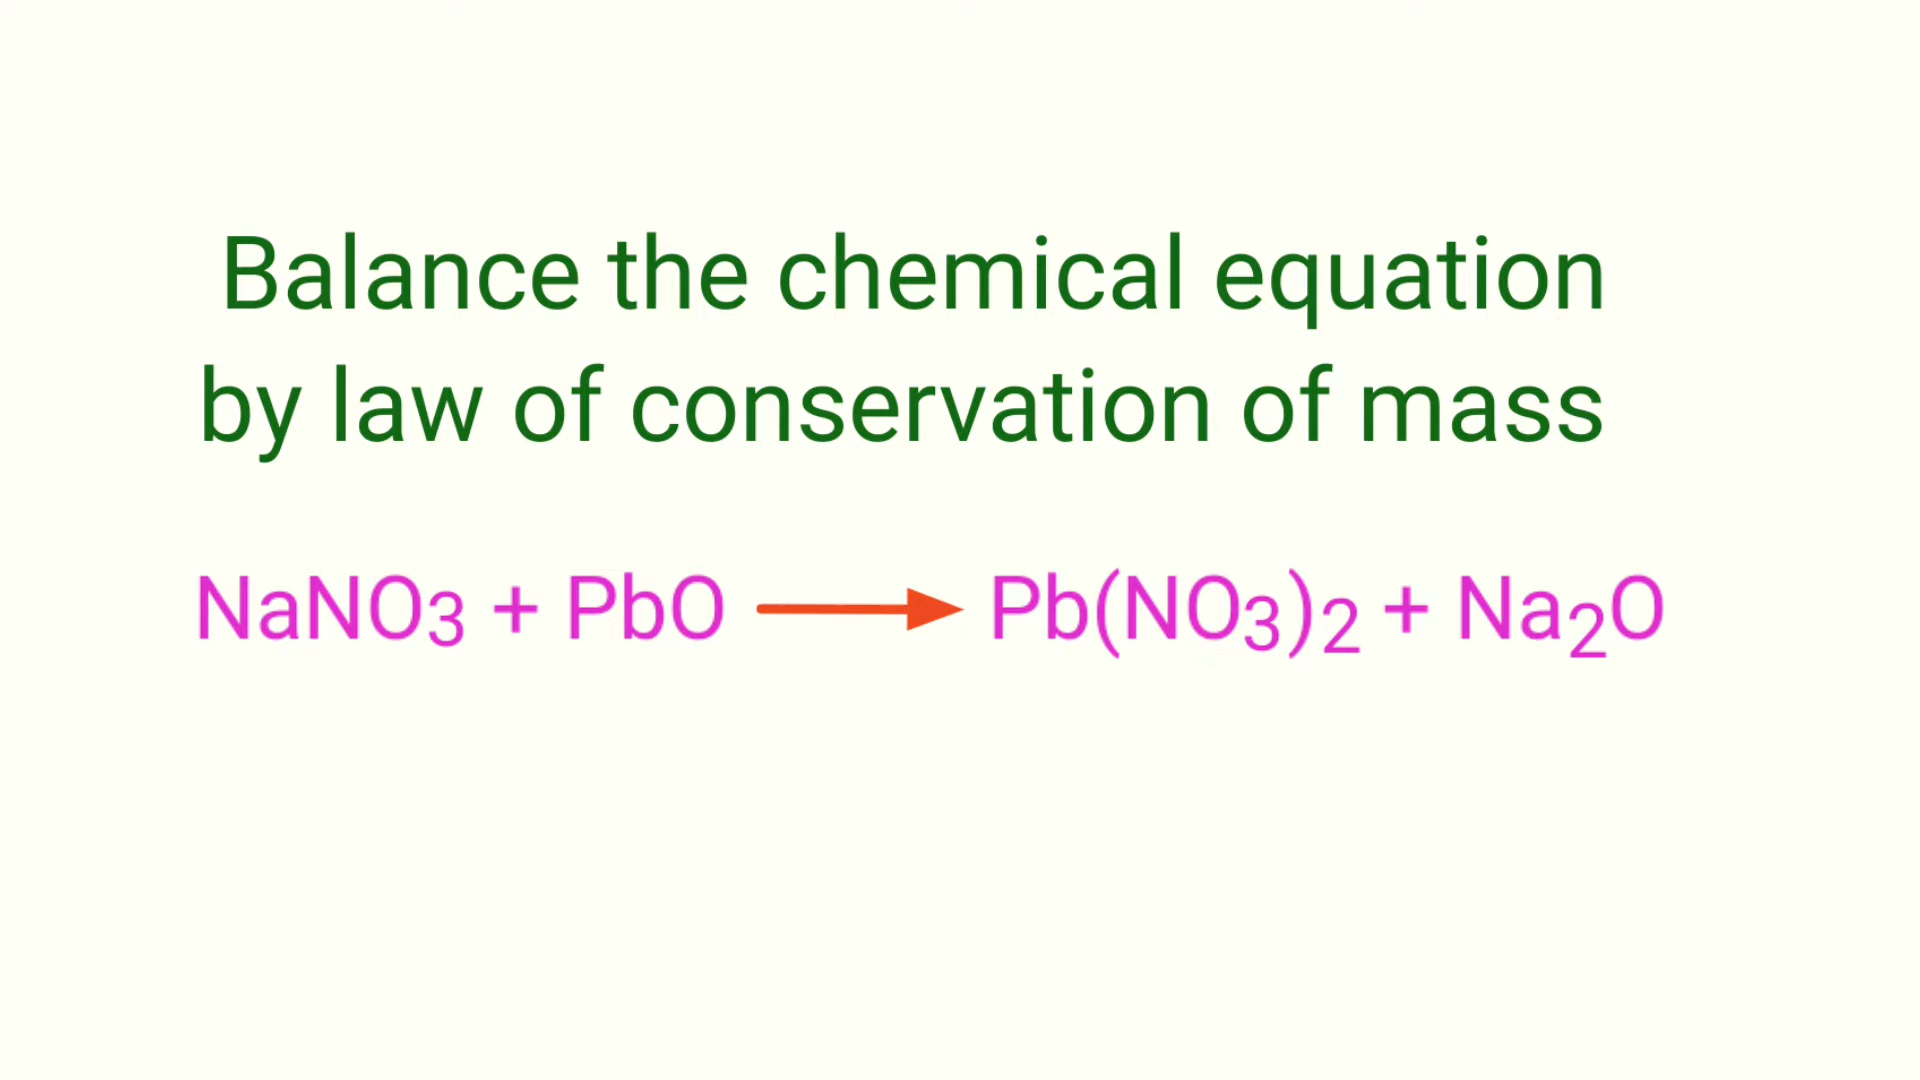 Balance the chemical equation
by law of conservation of mass
NaNO3 + PbO → Pb(NO3)2 + Na2O